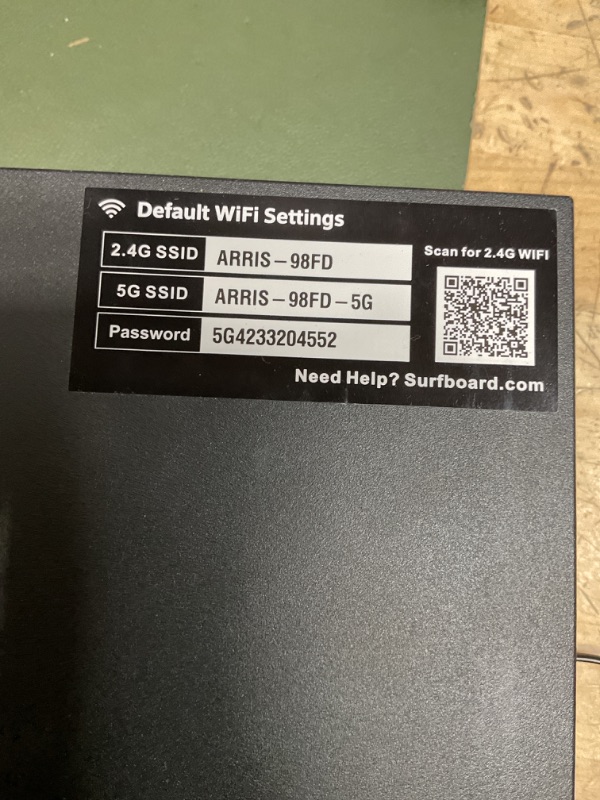 Default WiFi Settings
2.4G SSID ARRIS-98FD
Scan for 2.4G WIFI
5G SSID ARRIS-98FD-5G
Password 5G4233204552
Need Help? Surfboard.com